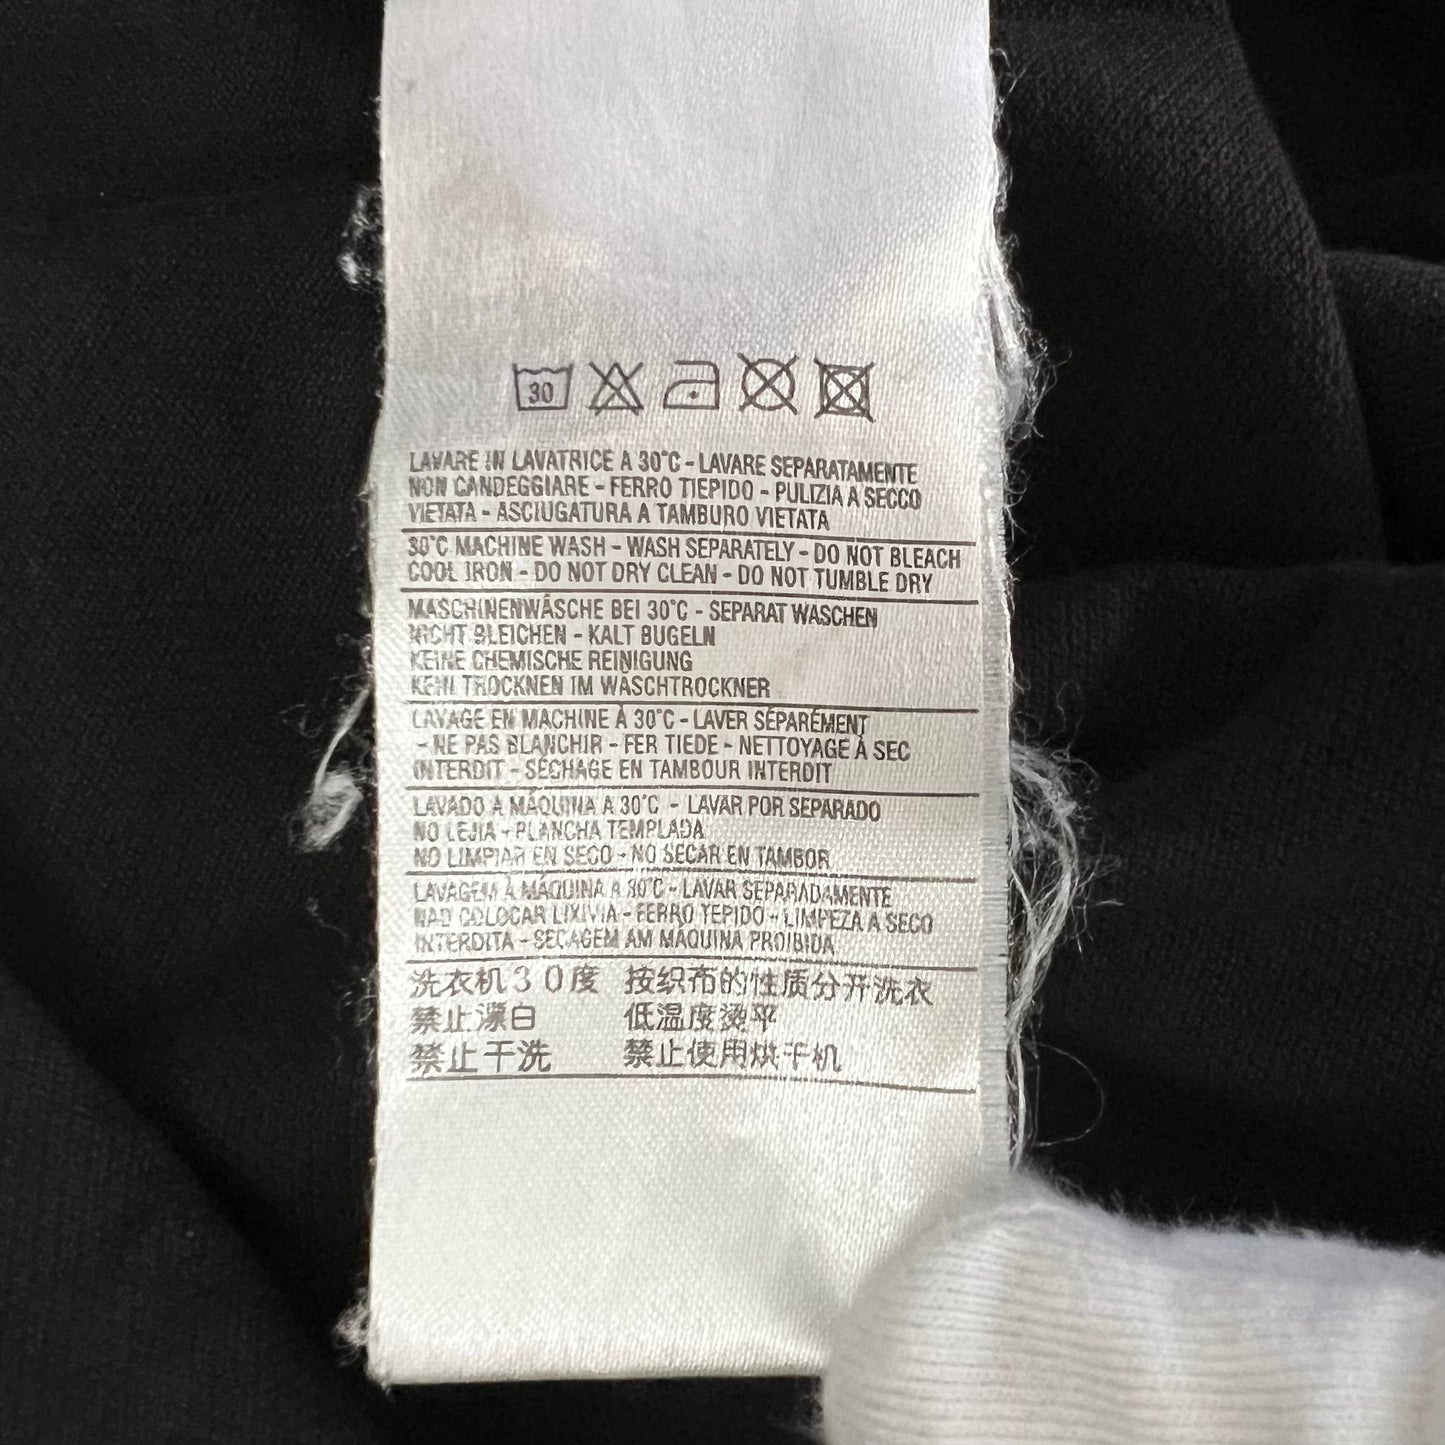 30
LAVARE IN LAVATRICE A 30°C - LAVARE SEPARATAMENTE
NON CANDEGGIARE - FERRO TIEPIDO - PULIZIA A SECCO
VIETATA - ASCIUGATURA A TAMBURO VIETATA
30°C MACHINE WASH - WASH SEPARATELY - DO NOT BLEACH
COOL IRON - DO NOT DRY CLEAN - DO NOT TUMBLE DRY
MASCHINENWÄSCHE BEI 30°C - SEPARAT WASCHEN
NICHT BLEICHEN - KALT BUGELN
KEINE CHEMISCHE REINIGUNG
KEIN TROCKNEN IM WÄSCHTROCKNER
LAVAGE EN MACHINE À 30°C - LAVER SÉPARÉMENT
- NE PAS BLANCHIR - FER TIEDE - NETTOYAGE À SEC
INTERDIT - SÉCHAGE EN TAMBOUR INTERDIT
LAVADO A MÁQUINA A 30°C - LAVAR POR SEPARADO
NO LEJIA - PLANCHA TEMPLADA
NO LIMPIAR EN SECO - NO SECAR EN TAMBOR
LAVAGEM À MÁQUINA A 30°C - LAVAR SEPARADAMENTE
NAO COLOCAR LIXIVIA - FERRO TEPIDO - LIMPEZA A SECO
INTERDITA - SECAGEM AM MÁQUINA PROIBIDA
洗衣机30度 按织布的性质分开洗衣
禁止漂白 低温度烫平
禁止干洗 禁止使用烘干机